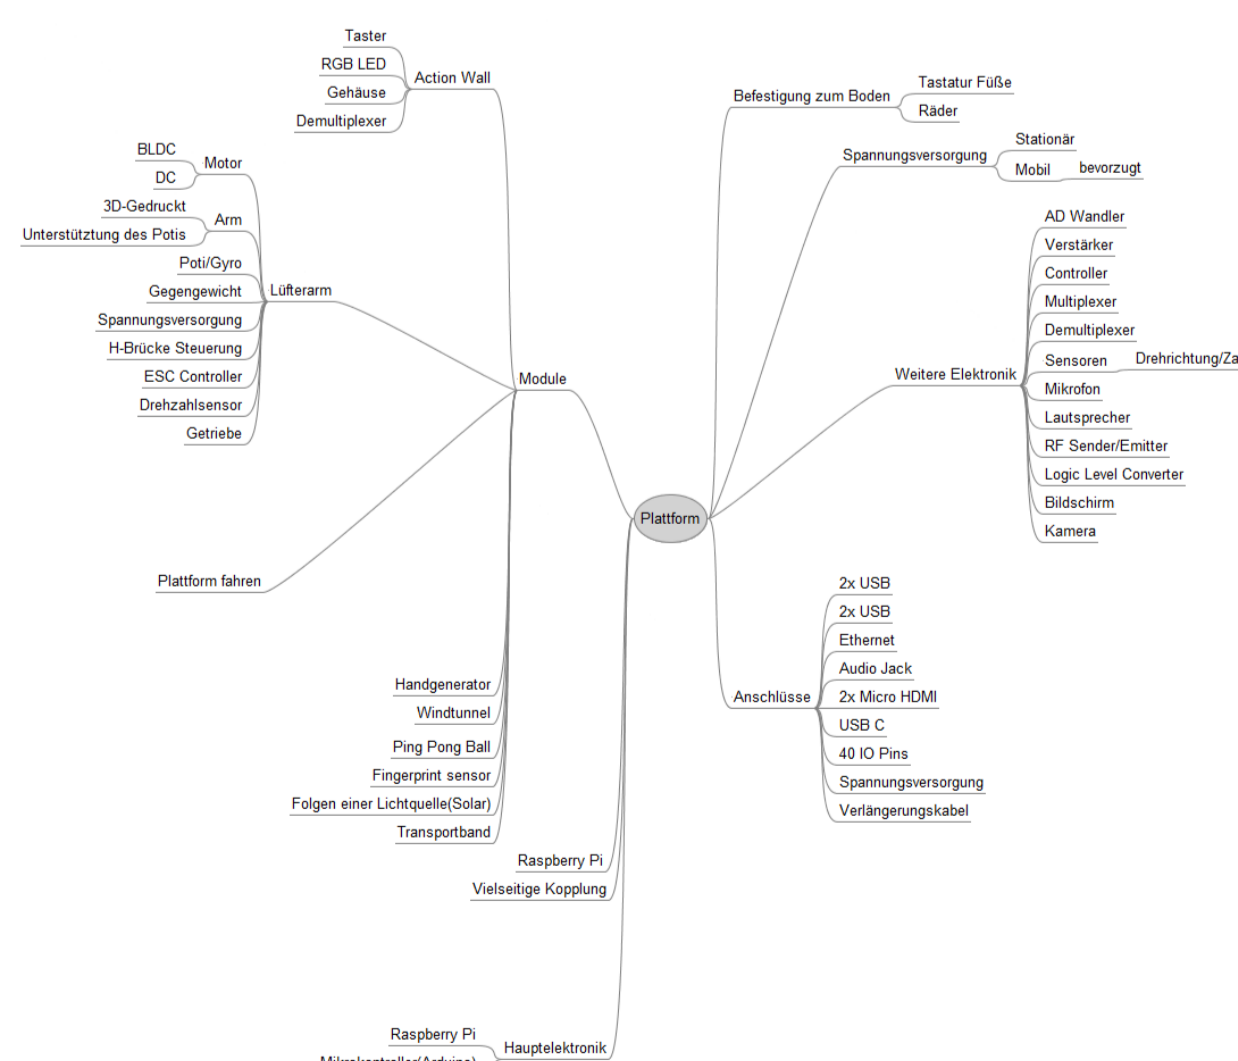 Taster
RGB LED
Gehäuse
Demultiplexer
Action Wall
BLDC
DC
Motor
3D-Gedruckt
Unterstütztung des Potis
Arm
Poti/Gyro
Gegengewicht
Spannungsversorgung
H-Brücke Steuerung
ESC Controller
Drehzahlsensor
Getriebe
Lüfterarm
Module
Plattform fahren
Handgenerator
Windtunnel
Ping Pong Ball
Fingerprint sensor
Folgen einer Lichtquelle(Solar)
Transportband
Raspberry Pi
Vielseitige Kopplung
Raspberry Pi
Mikrokontroller(Arduino)
Hauptelektronik
Plattform
Befestigung zum Boden
Tastatur Füße
Räder
Spannungsversorgung
Stationär
Mobil
bevorzugt
Weitere Elektronik
AD Wandler
Verstärker
Controller
Multiplexer
Demultiplexer
Sensoren
Drehrichtung/Za
Mikrofon
Lautsprecher
RF Sender/Emitter
Logic Level Converter
Bildschirm
Kamera
Anschlüsse
2x USB
2x USB
Ethernet
Audio Jack
2x Micro HDMI
USB C
40 IO Pins
Spannungsversorgung
Verlängerungskabel